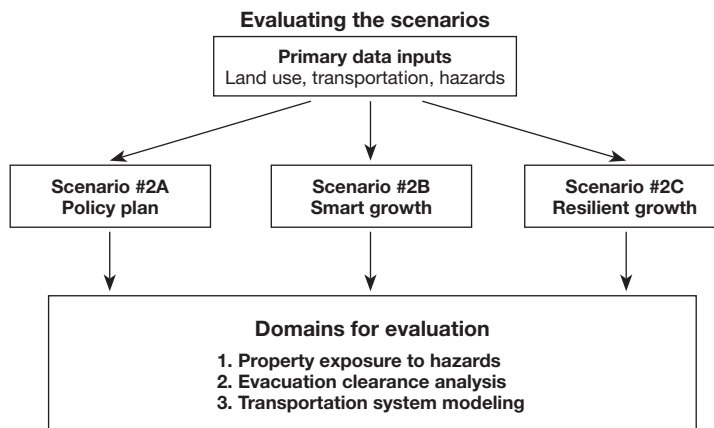 Evaluating the scenarios
Primary data inputs
Land use, transportation, hazards
Scenario #2A
Policy plan
Scenario #2B
Smart growth
Scenario #2C
Resilient growth
Domains for evaluation
1. Property exposure to hazards
2. Evacuation clearance analysis
3. Transportation system modeling